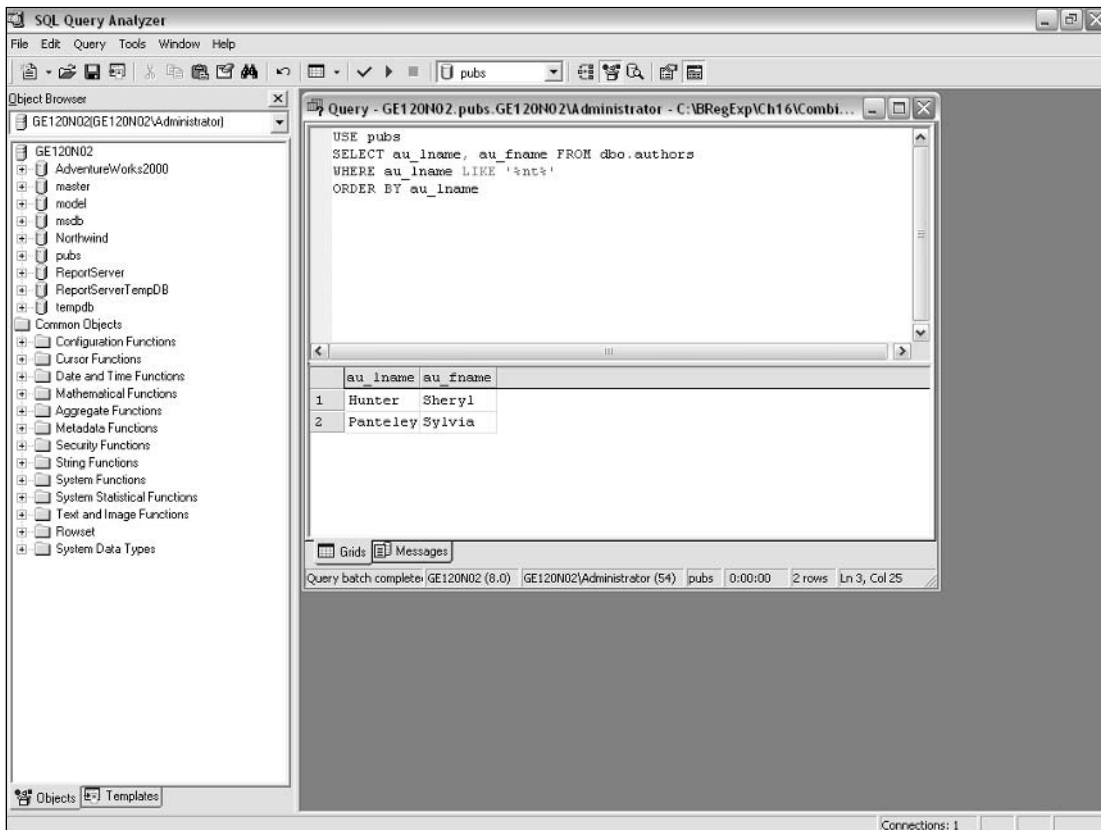 SQL Query Analyzer
File Edit Query Tools Window Help
pubs
Object Browser
GE120N02(GE120N02\Administrator)
GE120N02
AdventureWorks2000
master
model
msdb
Northwind
pubs
ReportServer
ReportServerTempDB
tempdb
Common Objects
Configuration Functions
Cursor Functions
Date and Time Functions
Mathematical Functions
Aggregate Functions
Metadata Functions
Security Functions
String Functions
System Functions
System Statistical Functions
Text and Image Functions
Rowset
System Data Types
Objects Templates
Query - GE120N02.pubs.GE120N02\Administrator - C:\BRegExp\Ch16\Combi...
USE pubs
SELECT au_lname, au_fname FROM dbo.authors
WHERE au_lname LIKE '%nt%'
ORDER BY au_lname
au_lname au_fname
1 Hunter Sheryl
2 Panteley Sylvia
Grids Messages
Query batch complete GE120N02 (8.0) GE120N02\Administrator (54) pubs 0:00:00 2 rows Ln 3, Col 25
Connections: 1